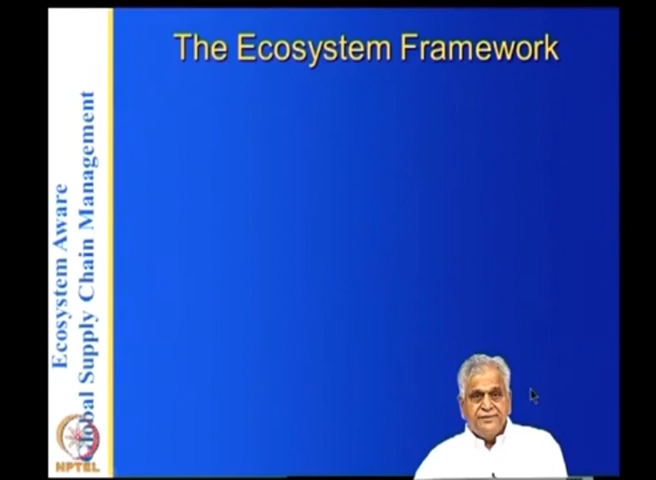 The Ecosystem Framework
Ecosystem Aware
Global Supply Chain Management
NPTEL